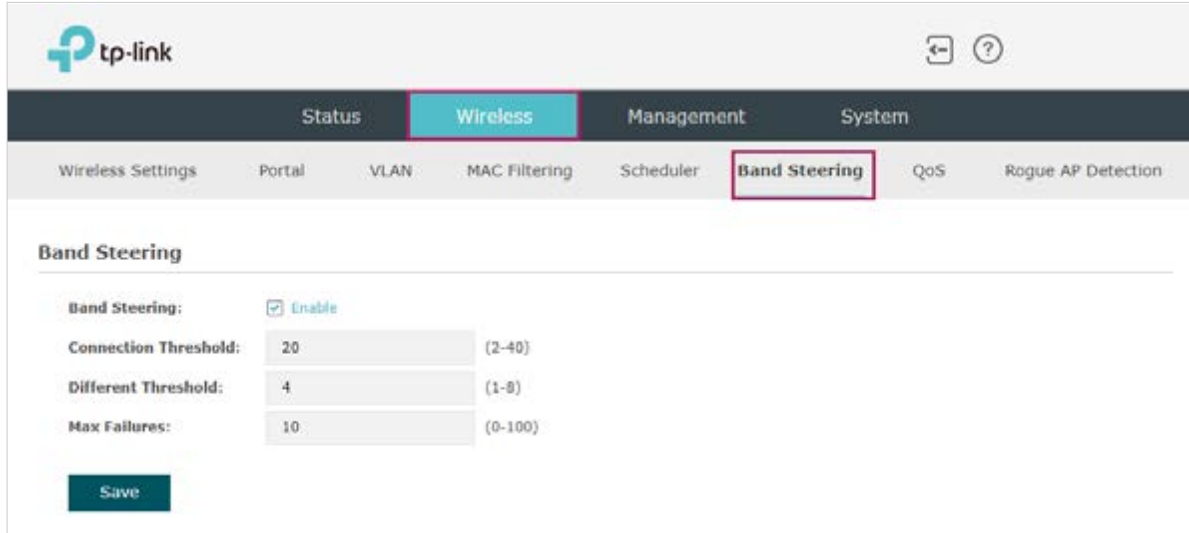 tp-link
?
Status Wireless Management System
Wireless Settings Portal VLAN MAC Filtering Scheduler Band Steering QoS Rogue AP Detection
Band Steering
Band Steering: Enable
Connection Threshold: 20 (2-40)
Different Threshold: 4 (1-8)
Max Failures: 10 (0-100)
Save